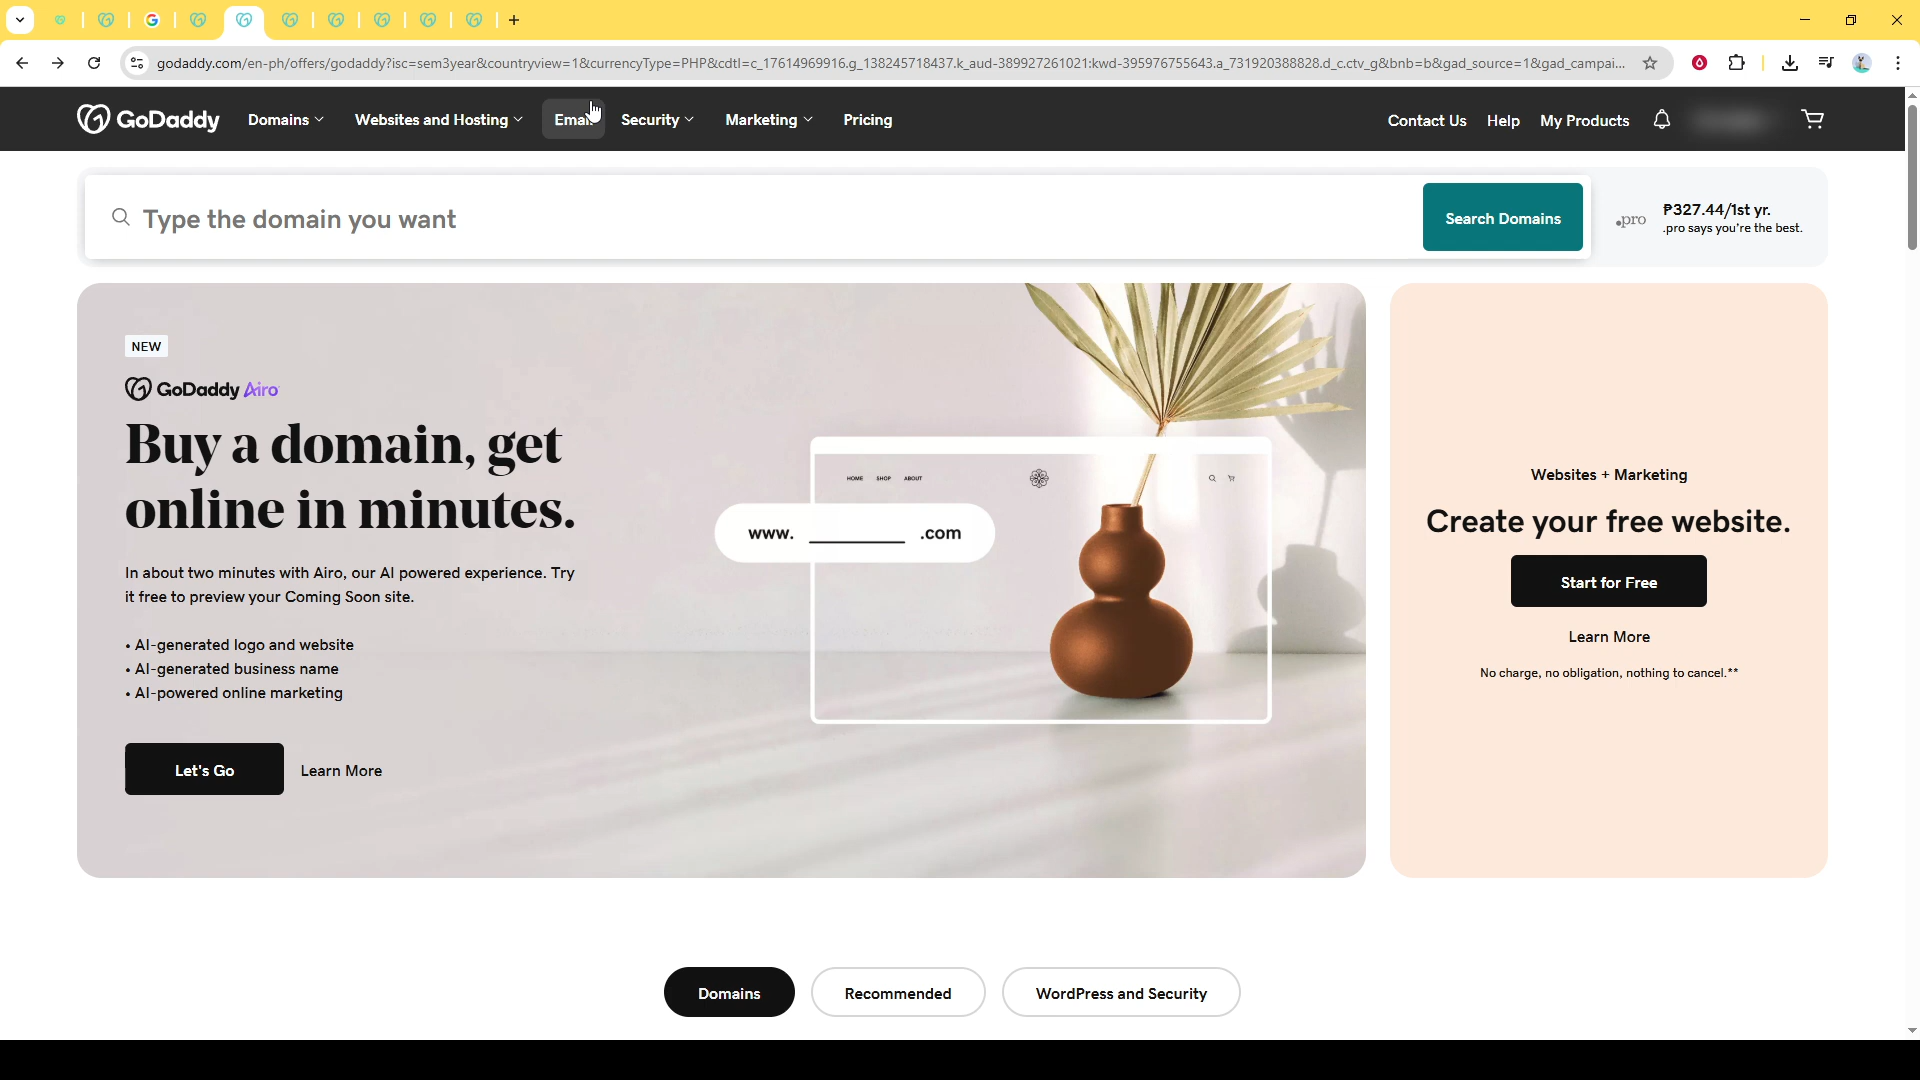 godaddy.com/en-ph/offers/godaddy?isc=sem3year&countryview=1&currencyType=PHP&cdtl=c_17614969916.g_138245718437.k_aud-389927261021:kwd-395976755643.a_731920388828.d_c.ctv_g&bnb=b&gad_source=1&gad_campai...
GoDaddy Domains Websites and Hosting Email Security Marketing Pricing Contact Us Help My Products
Type the domain you want
Search Domains
.pro
₱327.44/1st yr.
.pro says you're the best.
NEW
GoDaddy Airo
Buy a domain, get
online in minutes.
In about two minutes with Airo, our AI powered experience. Try
it free to preview your Coming Soon site.
• AI-generated logo and website
• AI-generated business name
• AI-powered online marketing
Let's Go
Learn More
HOME SHOP ABOUT
www. ________ .com
Websites + Marketing
Create your free website.
Start for Free
Learn More
No charge, no obligation, nothing to cancel.**
Domains
Recommended
WordPress and Security